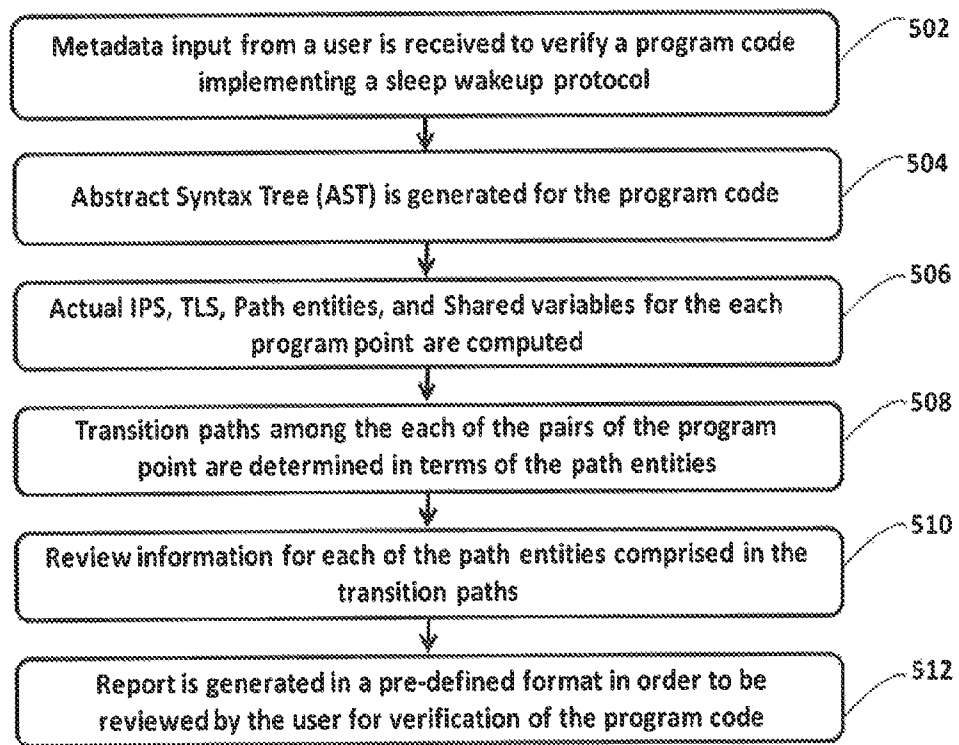 Metadata input from a user is received to verify a program code
implementing a sleep wakeup protocol
502
Abstract Syntax Tree (AST) is generated for the program code
504
Actual IPS, TLS, Path entities, and Shared variables for the each
program point are computed
506
Transition paths among the each of the pairs of the program
point are determined in terms of the path entities
508
Review information for each of the path entities comprised in the
transition paths
510
Report is generated in a pre-defined format in order to be
reviewed by the user for verification of the program code
512